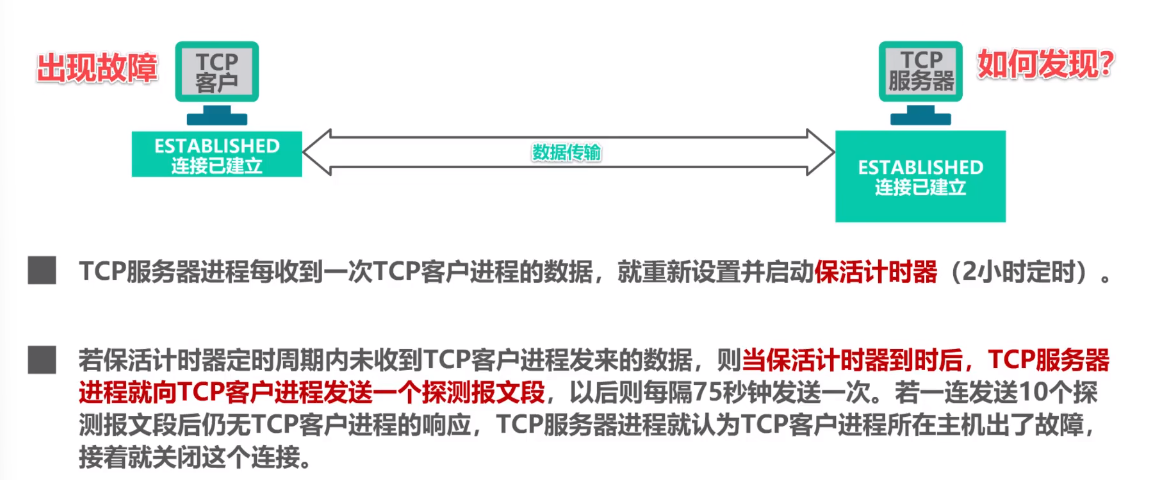 出现故障
TCP
客户
TCP
服务器
如何发现?
ESTABLISHED
连接已建立
数据传输
ESTABLISHED
连接已建立
TCP服务器进程每收到一次TCP客户进程的数据，就重新设置并启动保活计时器（2小时定时）。
若保活计时器定时周期内未收到TCP客户进程发来的数据，则当保活计时器到时后，TCP服务器
进程就向TCP客户进程发送一个探测报文段，以后则每隔75秒钟发送一次。若一连发送10个探
测报文段后仍无TCP客户进程的响应，TCP服务器进程就认为TCP客户进程所在主机出了故障，
接着就关闭这个连接。